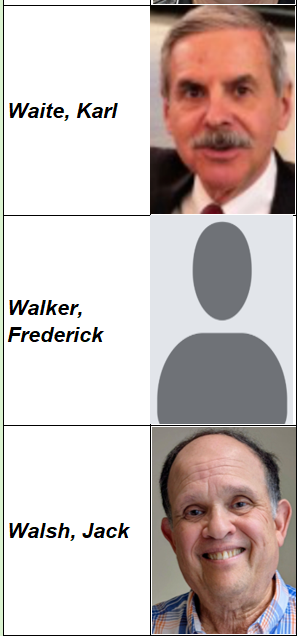 Waite, Karl
Walker,
Frederick
Walsh, Jack